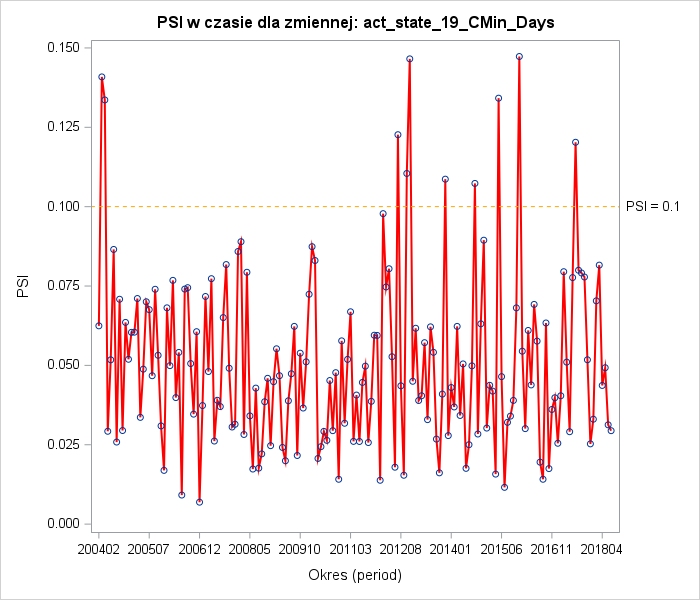 PSI w czasie dla zmiennej: act_state_19_CMin_Days
0.150
0.125
0.100
0.075
0.050
0.025
0.000
PSI
PSI = 0.1
200402 200507 200612 200805 200910 201103 201208 201401 201506 201611 201804
Okres (period)